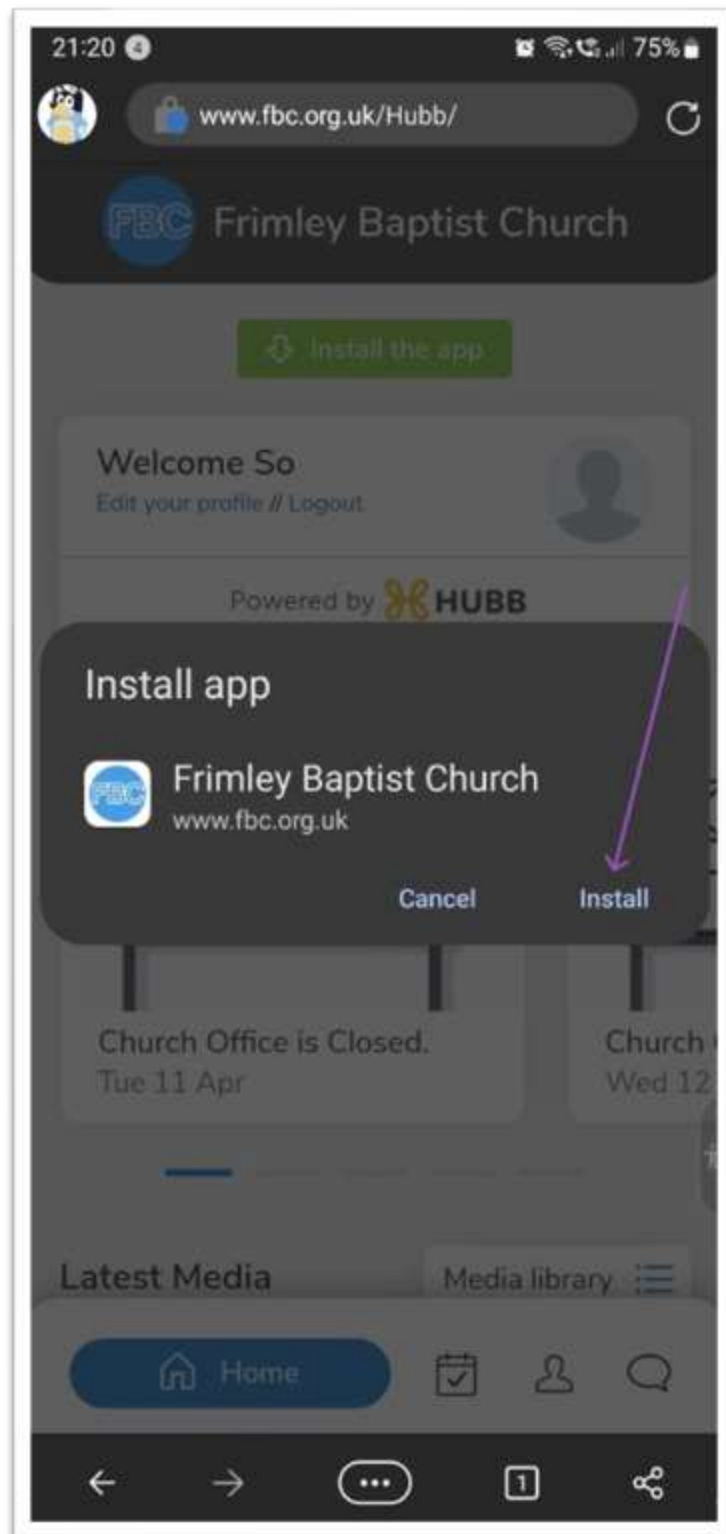 21:20 4 75%
www.fbc.org.uk/Hubb/
FBC Frimley Baptist Church
Install the app
Welcome So
Edit your profile // Logout
Powered by HUBB
Install app
FBC Frimley Baptist Church
www.fbc.org.uk
Cancel Install
Church Office is Closed. Church
Tue 11 Apr Wed 12
Latest Media Media library
Home
1